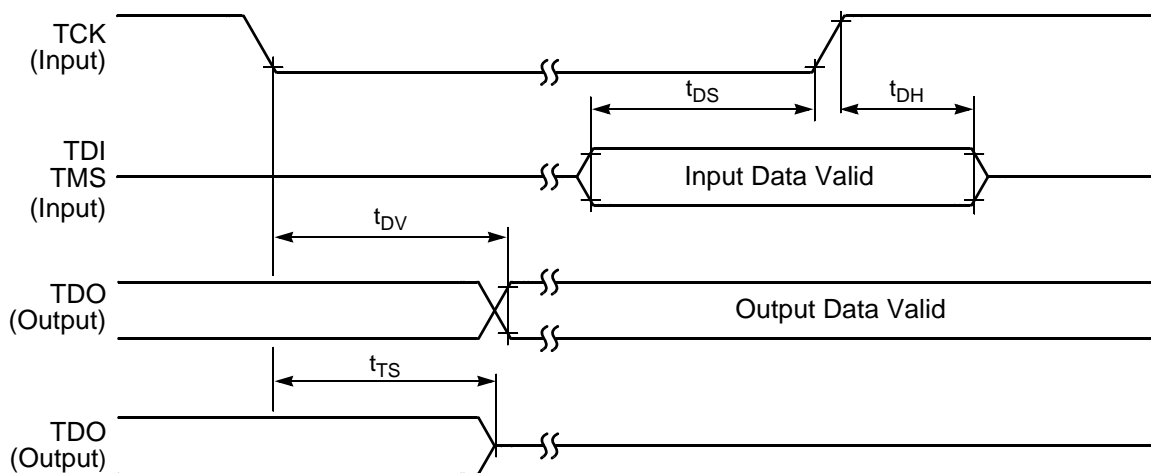 TCK
(Input)
tDS
tDH
TDI
TMS
(Input)
Input Data Valid
tDV
TDO
(Output)
Output Data Valid
tTS
TDO
(Output)